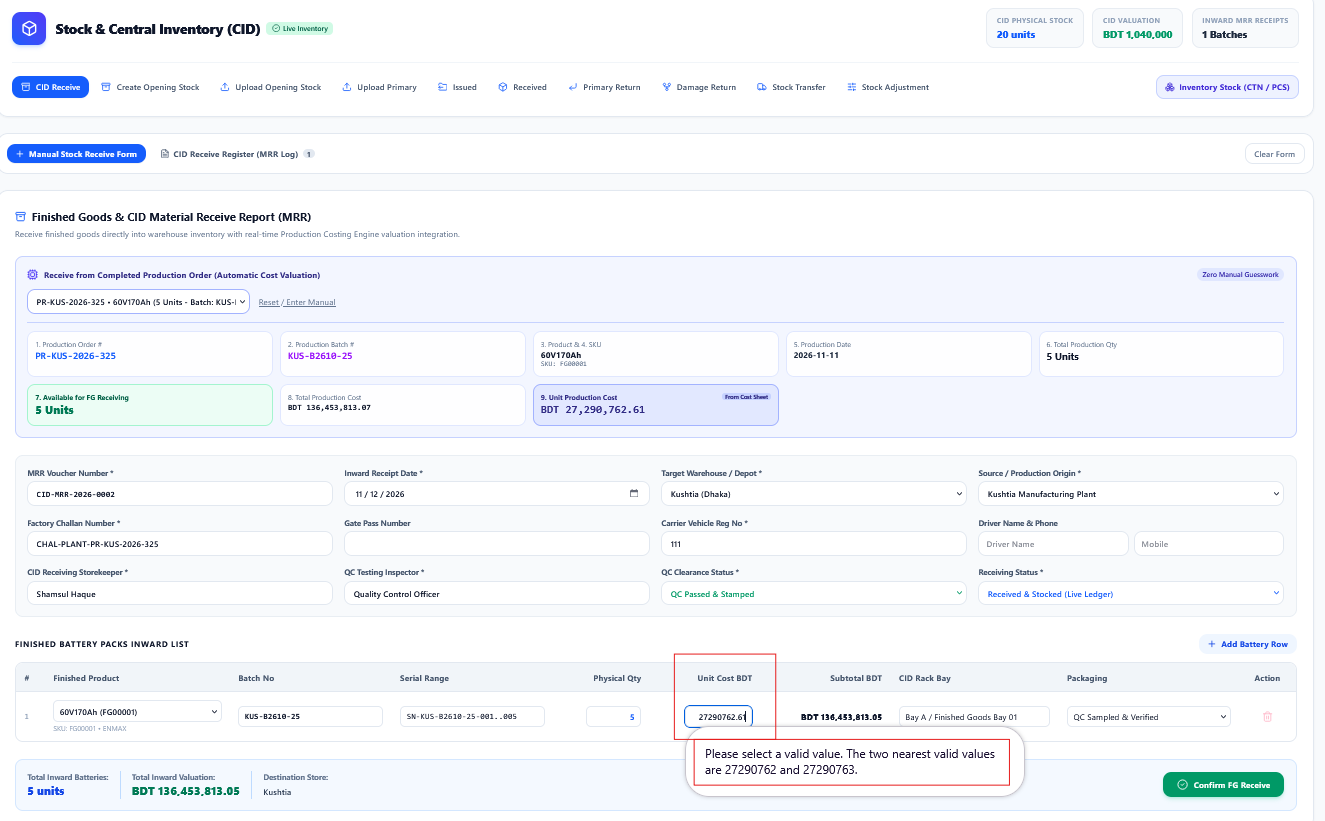 Stock & Central Inventory (CID) Live Inventory
CID PHYSICAL STOCK
20 units
CID VALUATION
BDT 1,040,000
INWARD MRR RECEIPTS
1 Batches
CID Receive Create Opening Stock Upload Opening Stock Upload Primary Issued Received Primary Return Damage Return Stock Transfer Stock Adjustment Inventory Stock (CTN / PCS)
+ Manual Stock Receive Form CID Receive Register (MRR Log) 1 Clear Form
Finished Goods & CID Material Receive Report (MRR)
Receive finished goods directly into warehouse inventory with real-time Production Costing Engine valuation integration.
Receive from Completed Production Order (Automatic Cost Valuation) Zero Manual Guesswork
PR-KUS-2026-325 • 60V170Ah (5 Units - Batch: KUS-I Reset / Enter Manual
1. Production Order #
PR-KUS-2026-325
2. Production Batch #
KUS-B2610-25
3. Product & 4. SKU
60V170Ah
SKU: FG00001
5. Production Date
2026-11-11
6. Total Production Qty
5 Units
7. Available for FG Receiving
5 Units
8. Total Production Cost
BDT 136,453,813.07
9. Unit Production Cost From Cost Sheet
BDT 27,290,762.61
MRR Voucher Number * Inward Receipt Date * Target Warehouse / Depot * Source / Production Origin *
CID-MRR-2026-0002 11 / 12 / 2026 Kushtia (Dhaka) Kushtia Manufacturing Plant
Factory Challan Number * Gate Pass Number Carrier Vehicle Reg No * Driver Name & Phone
CHAL-PLANT-PR-KUS-2026-325 111 Driver Name Mobile
CID Receiving Storekeeper * QC Testing Inspector * QC Clearance Status * Receiving Status *
Shamsul Haque Quality Control Officer QC Passed & Stamped Received & Stocked (Live Ledger)
FINISHED BATTERY PACKS INWARD LIST + Add Battery Row
# Finished Product Batch No Serial Range Physical Qty Unit Cost BDT Subtotal BDT CID Rack Bay Packaging Action
1 60V170Ah (FG00001) KUS-B2610-25 SN-KUS-B2610-25-001..005 5 27290762.61 BDT 136,453,813.05 Bay A / Finished Goods Bay 01 QC Sampled & Verified
SKU: FG00001 • ENMAX
Please select a valid value. The two nearest valid values
are 27290762 and 27290763.
Total Inward Batteries:
5 units
Total Inward Valuation:
BDT 136,453,813.05
Destination Store:
Kushtia
Confirm FG Receive